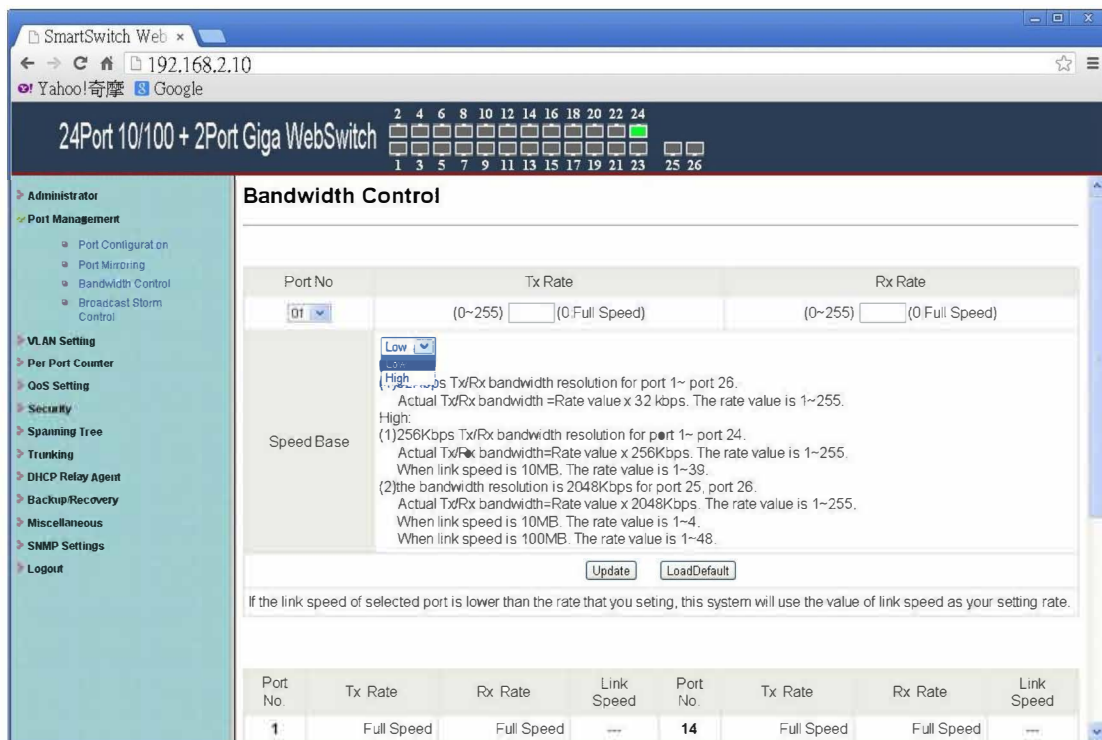 SmartSwitch Web ×
192.168.2.10
Yahoo!奇摩 Google
24Port 10/100 + 2Port Giga WebSwitch
2 4 6 8 10 12 14 16 18 20 22 24
1 3 5 7 9 11 13 15 17 19 21 23 25 26
Administrator
Port Management
Port Configuration
Port Mirroring
Bandwidth Control
Broadcast Storm
Control
VLAN Setting
Per Port Counter
QoS Setting
Security
Spanning Tree
Trunking
DHCP Relay Agent
Backup/Recovery
Miscellaneous
SNMP Settings
Logout
Bandwidth Control
Port No Tx Rate Rx Rate
01 (0~255) (0:Full Speed) (0~255) (0:Full Speed)
Speed Base
Low
Low
High
Tx/Rx bandwidth resolution for port 1~ port 26.
Actual Tx/Rx bandwidth =Rate value x 32 kbps. The rate value is 1~255.
High:
(1)256Kbps Tx/Rx bandwidth resolution for port 1~ port 24.
Actual Tx/Rx bandwidth=Rate value x 256Kbps. The rate value is 1~255.
When link speed is 10MB. The rate value is 1~39.
(2)the bandwidth resolution is 2048Kbps for port 25, port 26.
Actual Tx/Rx bandwidth=Rate value x 2048Kbps. The rate value is 1~255.
When link speed is 10MB. The rate value is 1~4.
When link speed is 100MB. The rate value is 1~48.
Update LoadDefault
If the link speed of selected port is lower than the rate that you seting, this system will use the value of link speed as your setting rate.
Port No. Tx Rate Rx Rate Link Speed Port No. Tx Rate Rx Rate Link Speed
1 Full Speed Full Speed --- 14 Full Speed Full Speed ---